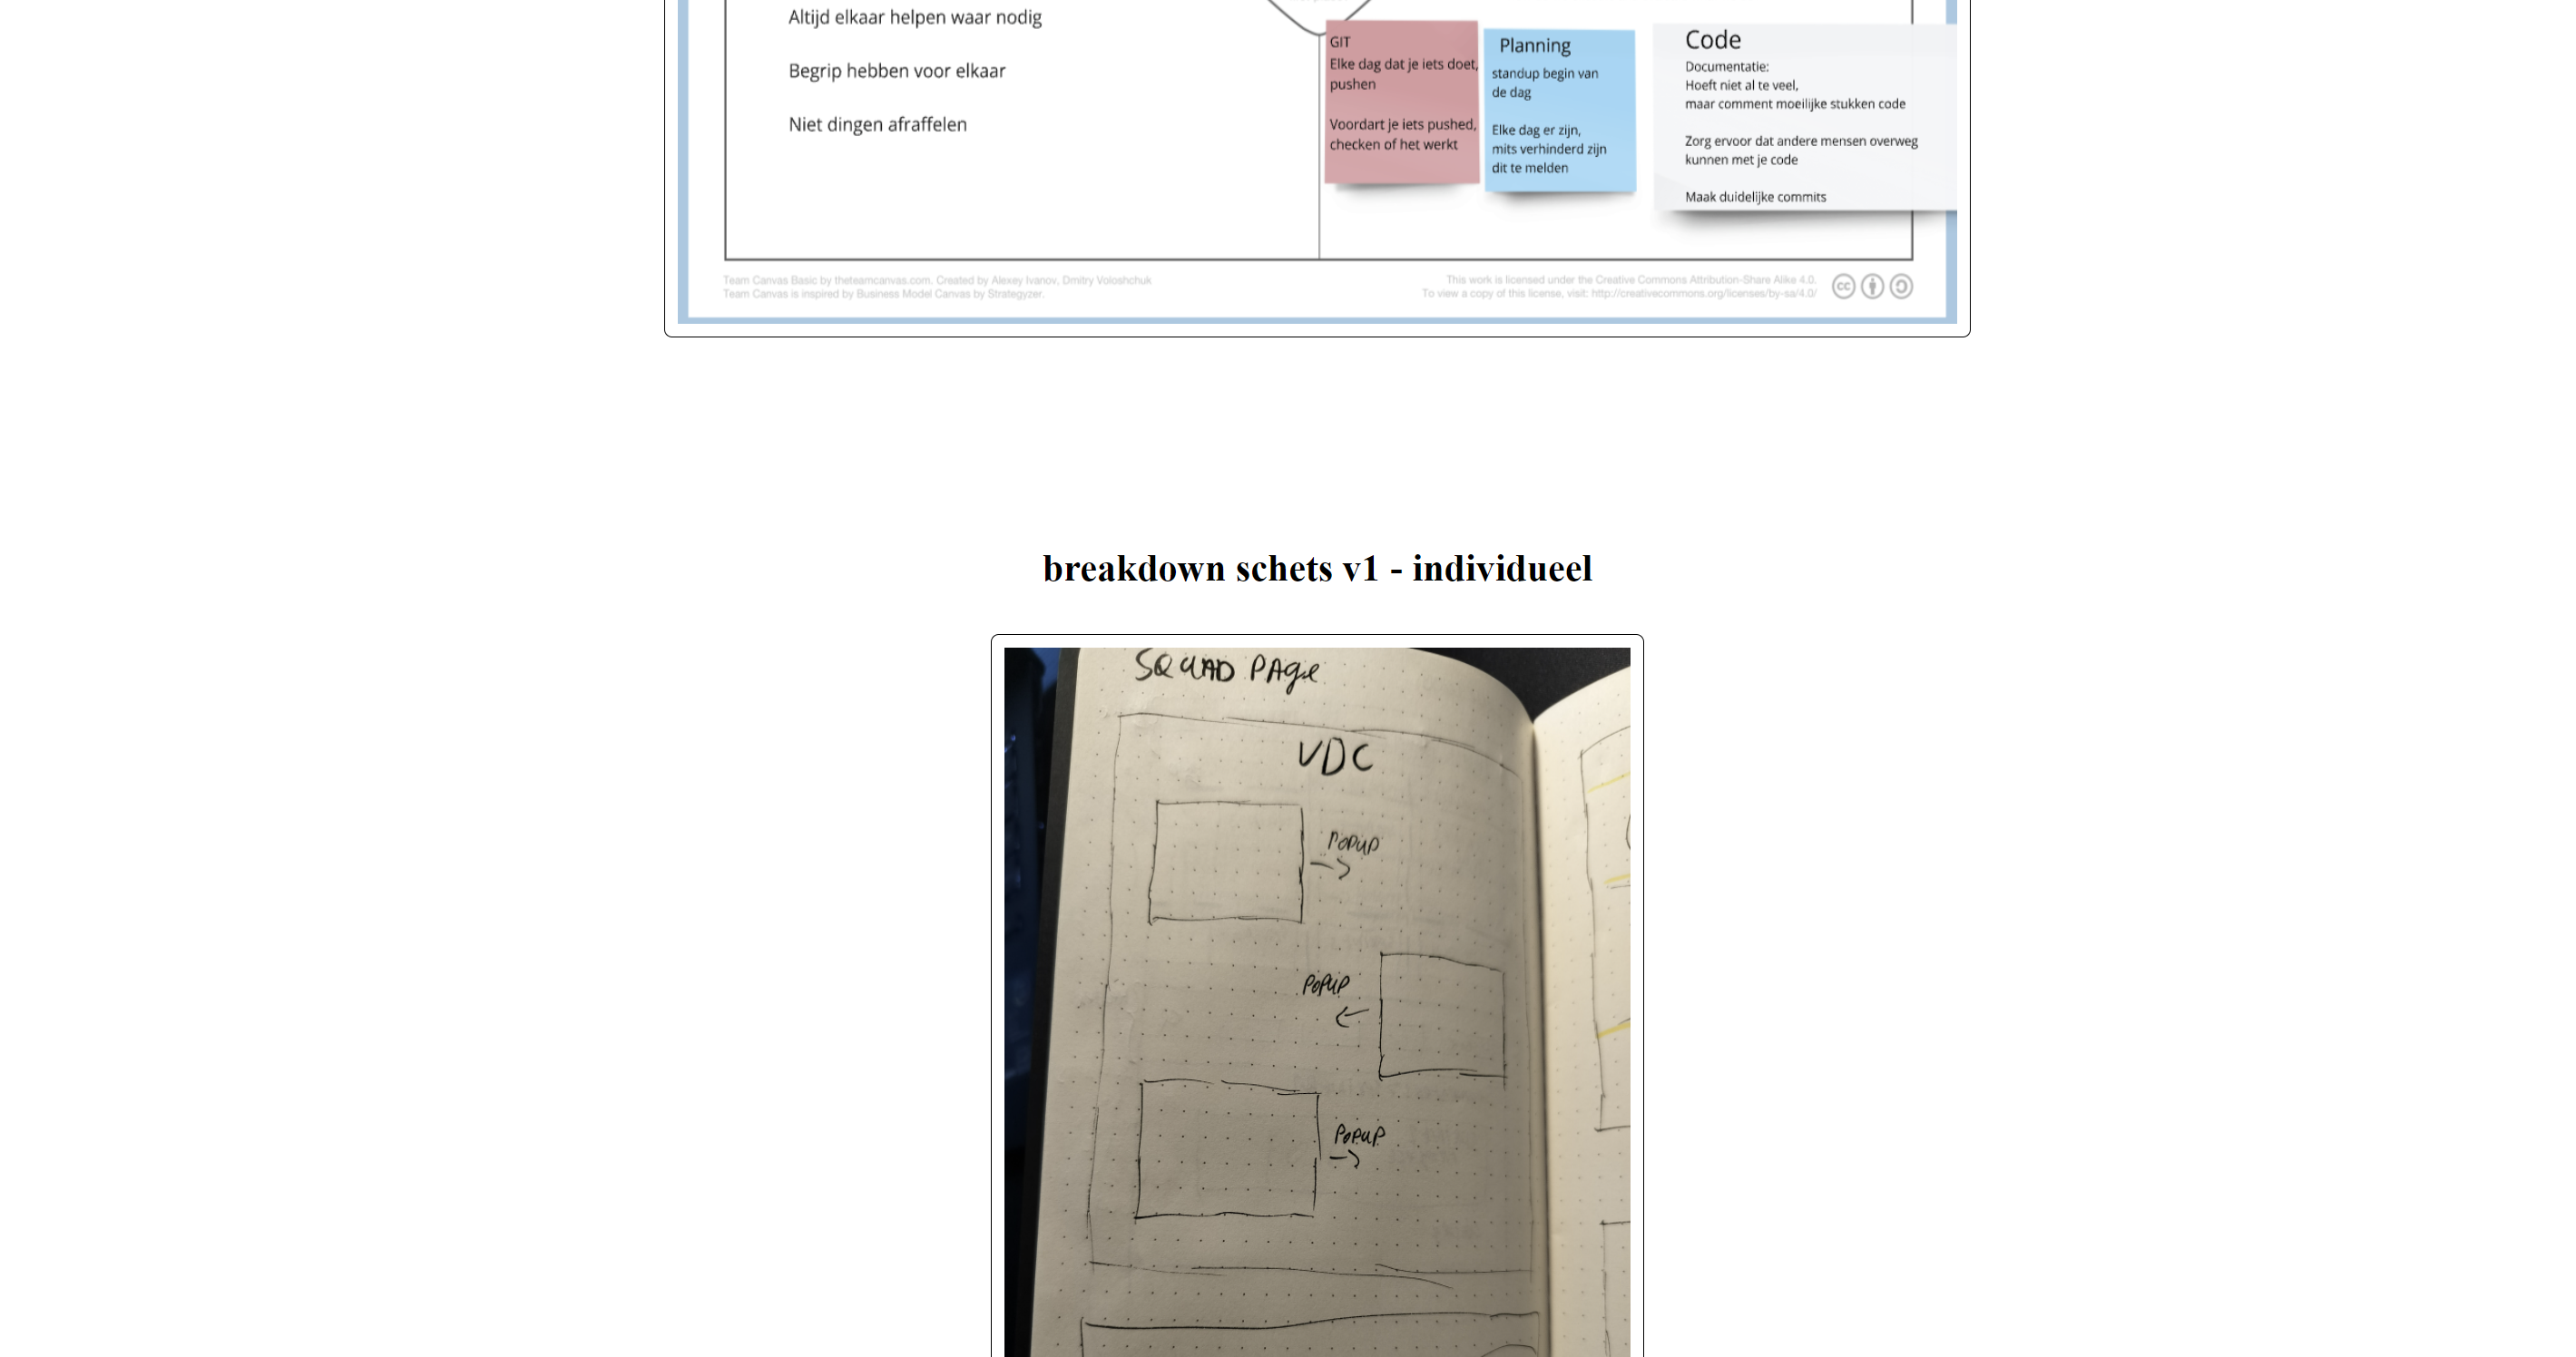 Altijd elkaar helpen waar nodig
Begrip hebben voor elkaar
Niet dingen afraffelen
GIT
Elke dag dat je iets doet,
pushen
Voordart je iets pushed,
checken of het werkt
Planning
standup begin van
de dag
Elke dag er zijn,
mits verhinderd zijn
dit te melden
Code
Documentatie:
Hoeft niet al te veel,
maar comment moeilijke stukken code
Zorg ervoor dat andere mensen overweg
kunnen met je code
Maak duidelijke commits
Team Canvas Basic by theteamcanvas.com. Created by Alexey Ivanov, Dmitry Voloshchuk
Team Canvas is inspired by Business Model Canvas by Strategyzer.
This work is licensed under the Creative Commons Attribution-Share Alike 4.0.
To view a copy of this license, visit: http://creativecommons.org/licenses/by-sa/4.0/
cc
breakdown schets v1 - individueel
SQUAD PAge
VDC
POPUP
POPUP
POPUP